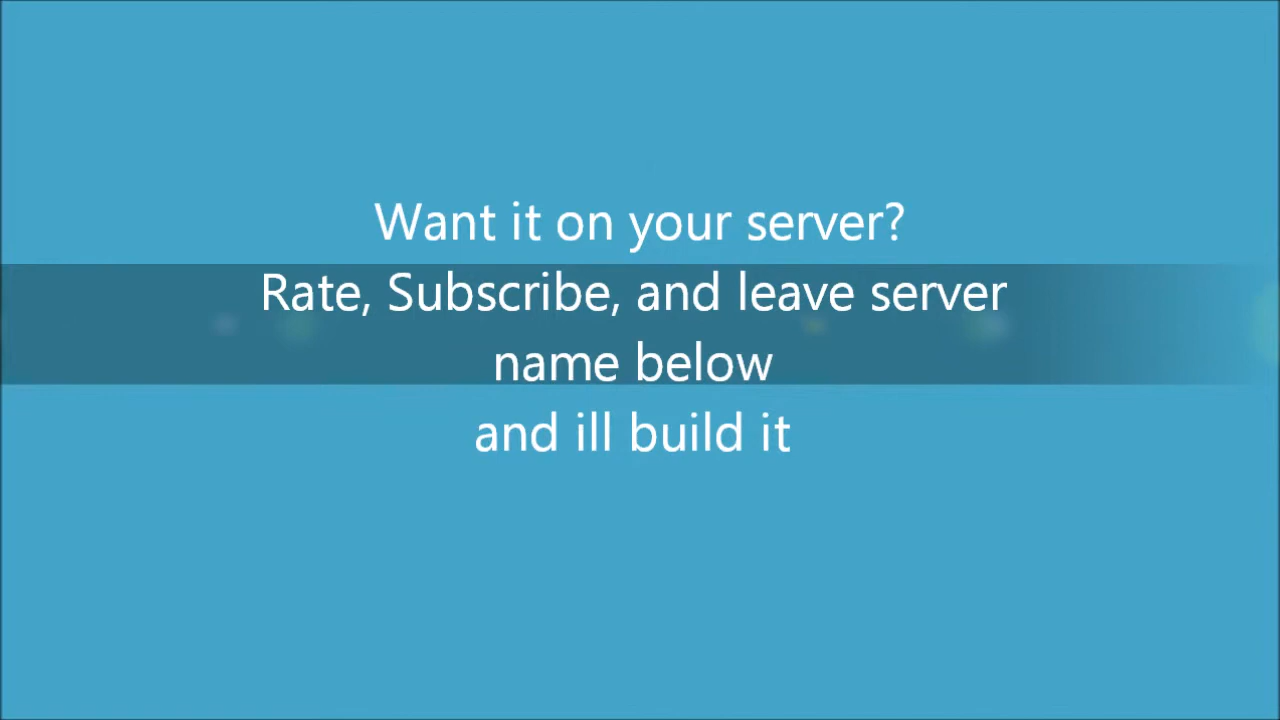 Want it on your server?
Rate, Subscribe, and leave server
name below
and ill build it